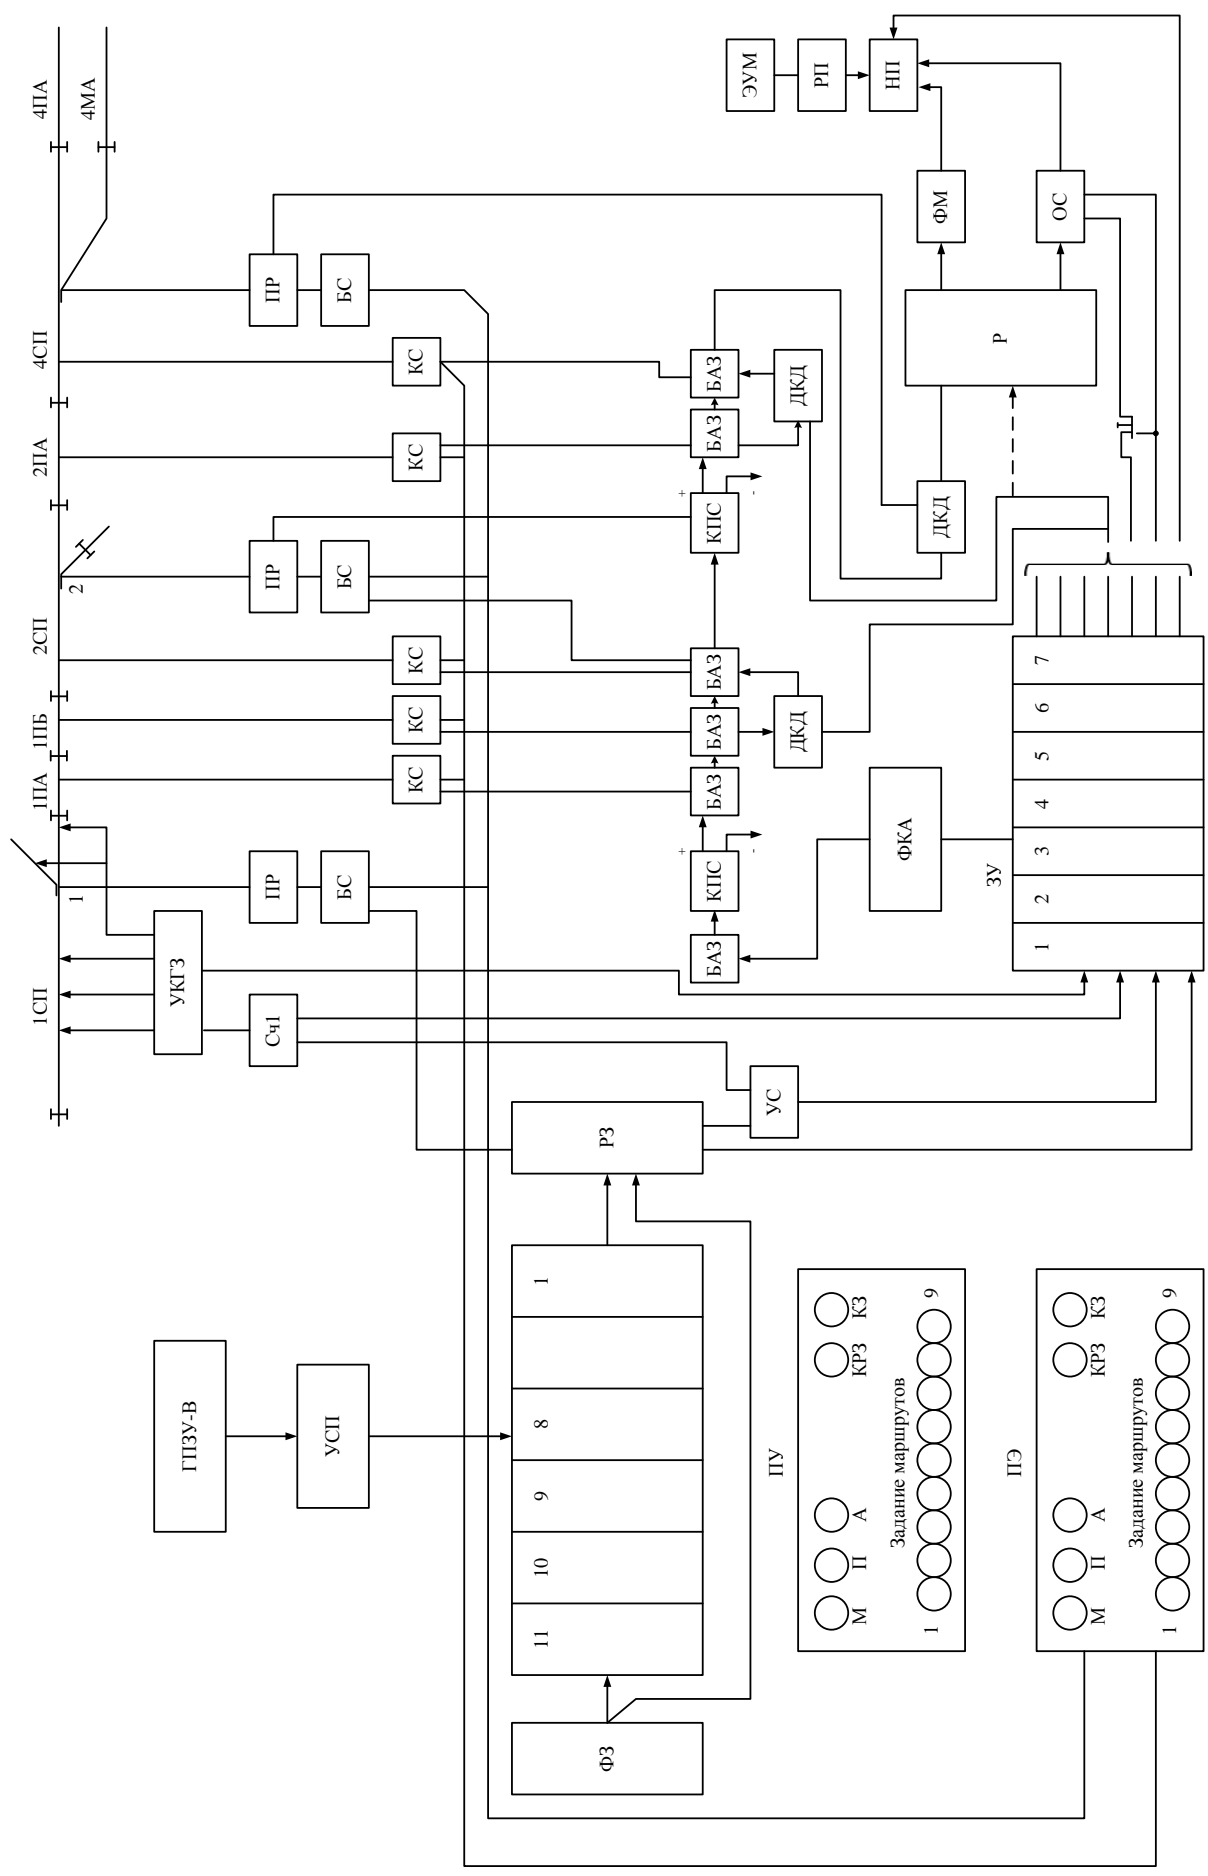 1СП
1ПА
1ПБ
2СП
2ПА
4СП
4ПА
1
2
4МА
ГПЗУ-В
УКГЗ
Сч1
ПР
ПР
ПР
УСП
БС
БС
БС
КС
КС
КС
КС
КС
11
10
9
8
1
ФЗ
РЗ
+
+
БАЗ
КПС
БАЗ
БАЗ
БАЗ
КПС
БАЗ
БАЗ
-
-
ЭУМ
УС
ДКД
ДКД
РП
ПУ
М
П
А
КРЗ
КЗ
Задание маршрутов
1
9
ФКА
НП
ДКД
ФМ
ЗУ
Р
1
2
3
4
5
6
7
ОС
ПЭ
М
П
А
КРЗ
КЗ
Задание маршрутов
1
9